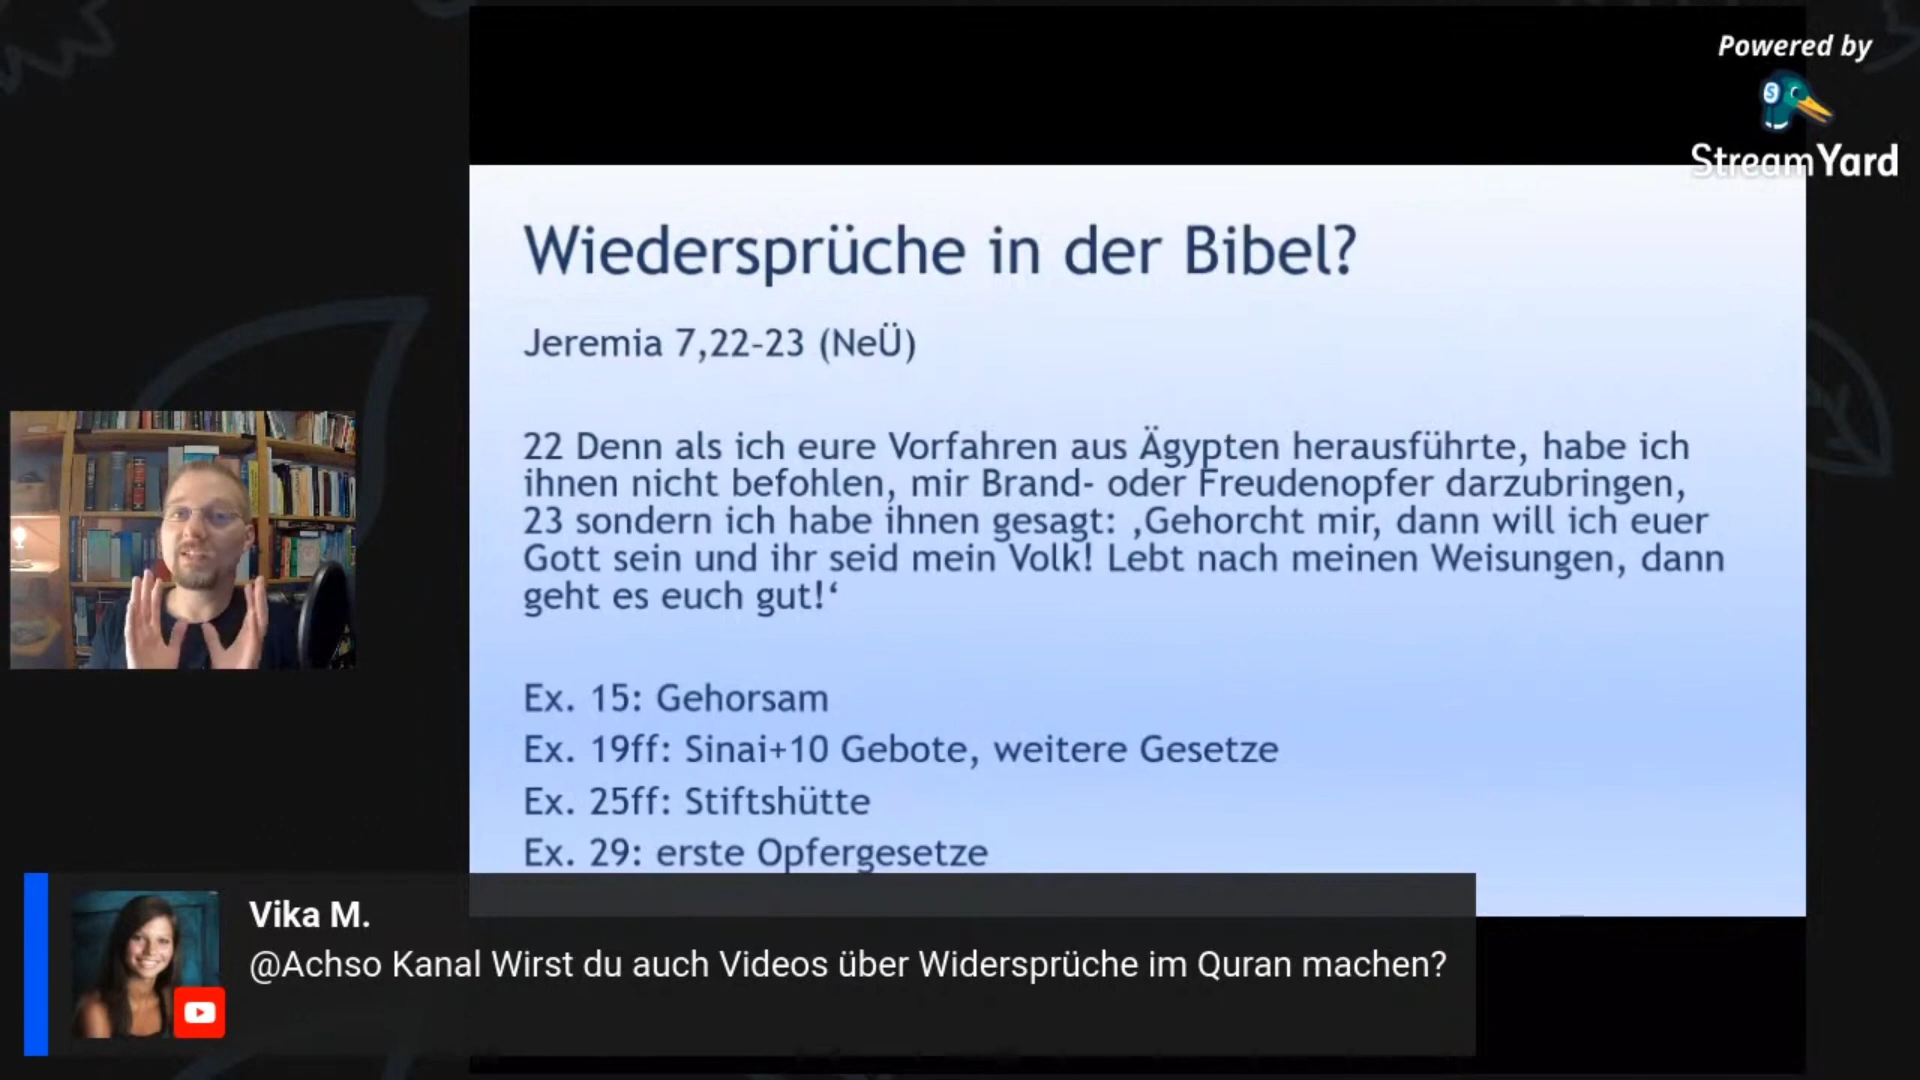 Powered by
StreamYard
Wiedersprüche in der Bibel?
Jeremia 7,22-23 (NeÜ)
22 Denn als ich eure Vorfahren aus Ägypten herausführte, habe ich
ihnen nicht befohlen, mir Brand- oder Freudenopfer darzubringen,
23 sondern ich habe ihnen gesagt: ‚Gehorcht mir, dann will ich euer
Gott sein und ihr seid mein Volk! Lebt nach meinen Weisungen, dann
geht es euch gut!‘
Ex. 15: Gehorsam
Ex. 19ff: Sinai+10 Gebote, weitere Gesetze
Ex. 25ff: Stiftshütte
Ex. 29: erste Opfergesetze
Vika M.
@Achso Kanal Wirst du auch Videos über Widersprüche im Quran machen?